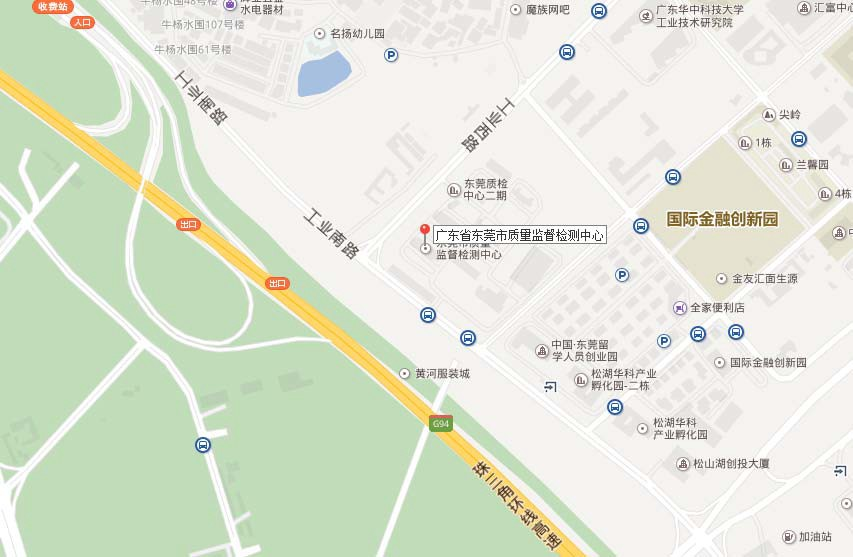 收费站
入口
牛杨水围48号楼
水电器材
牛杨水围107号楼
牛杨水围61号楼
名扬幼儿园
魔族网吧
广东华中科技大学
工业技术研究院
汇富中心
工业南路
工业西路
尖岭
1栋
兰馨园
4栋
东莞质检
中心二期
出口
工业南路
广东省东莞市质量监督检测中心
监督检测中心
国际金融创新园
出口
金友汇面生源
全家便利店
中国·东莞留
学人员创业园
国际金融创新园
黄河服装城
松湖华科产业
孵化园-二栋
G94
松湖华科
产业孵化园
松山湖创投大厦
珠三角环线高速
加油站